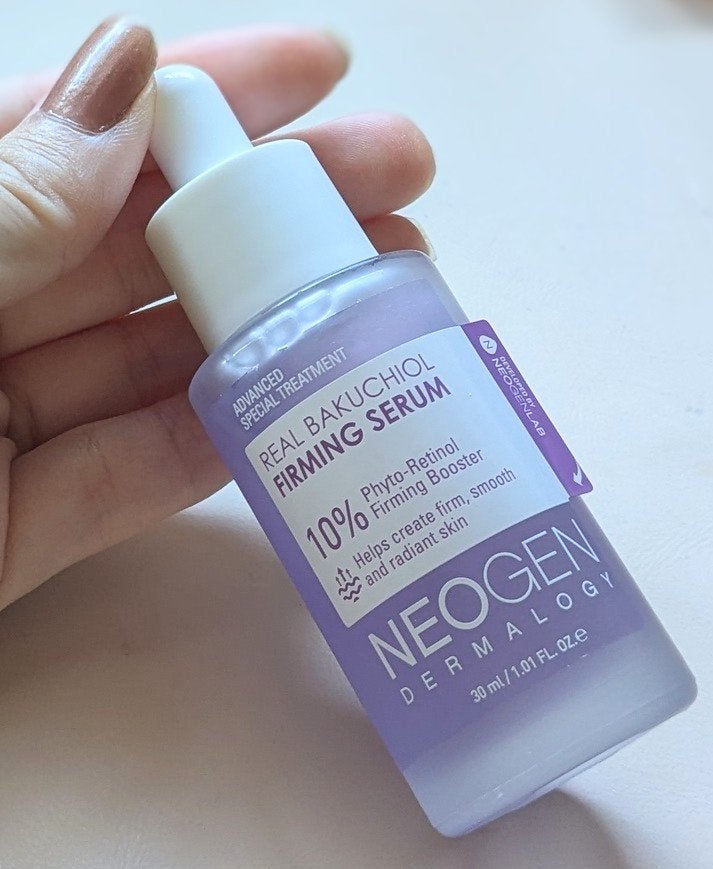 ADVANCED
SPECIAL TREATMENT
REAL BAKUCHIOL
FIRMING SERUM
10% Phyto-Retinol
Firming Booster
Helps create firm, smooth
and radiant skin
NEOGEN
DERMALOGY
30 ml / 1.01 FL. OZ.e
N
DEVELOPED BY
NEOGENLAB